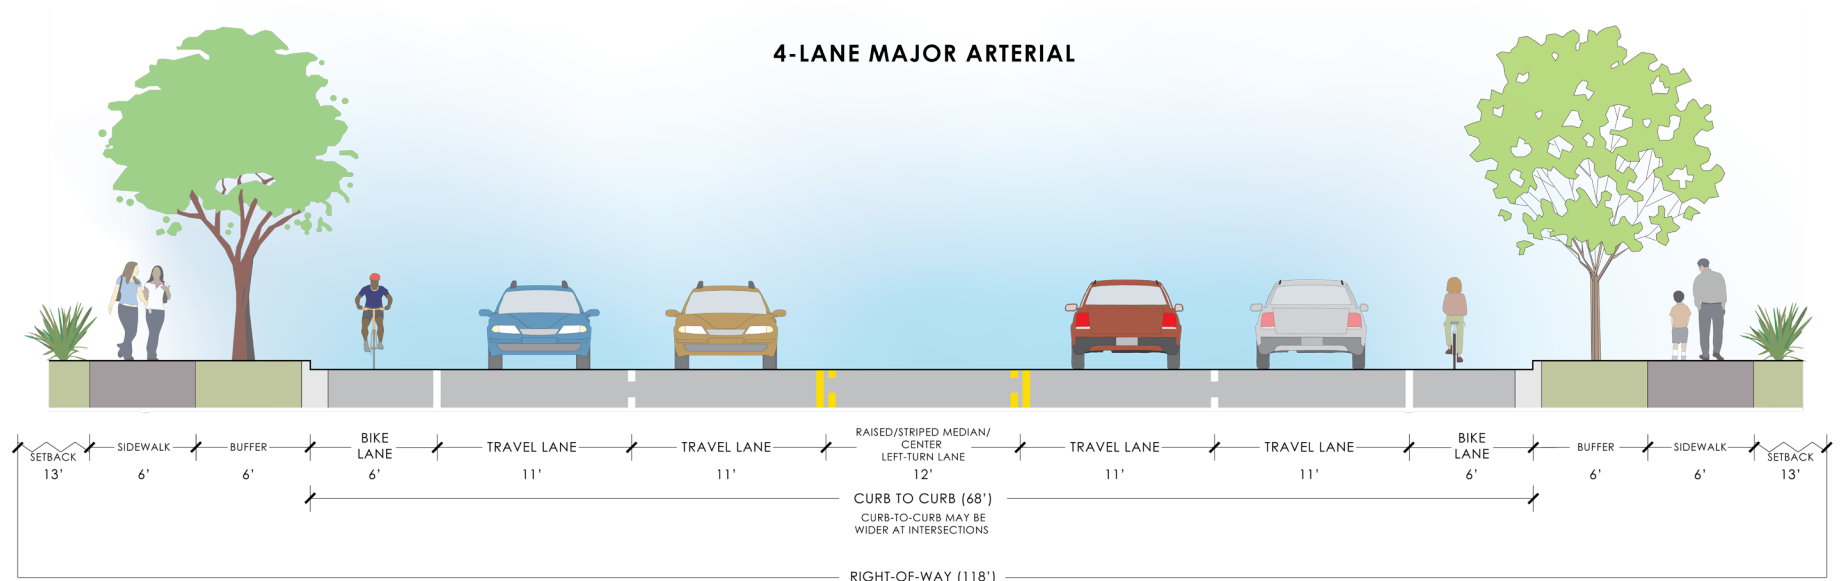 4-LANE MAJOR ARTERIAL
SETBACK
13'
SIDEWALK
6'
BUFFER
6'
BIKE
LANE
6'
TRAVEL LANE
11'
TRAVEL LANE
11'
RAISED/STRIPED MEDIAN/
CENTER
LEFT-TURN LANE
12'
TRAVEL LANE
11'
TRAVEL LANE
11'
BIKE
LANE
6'
BUFFER
6'
SIDEWALK
6'
SETBACK
13'
CURB TO CURB (68')
CURB-TO-CURB MAY BE
WIDER AT INTERSECTIONS
RIGHT-OF-WAY (118')